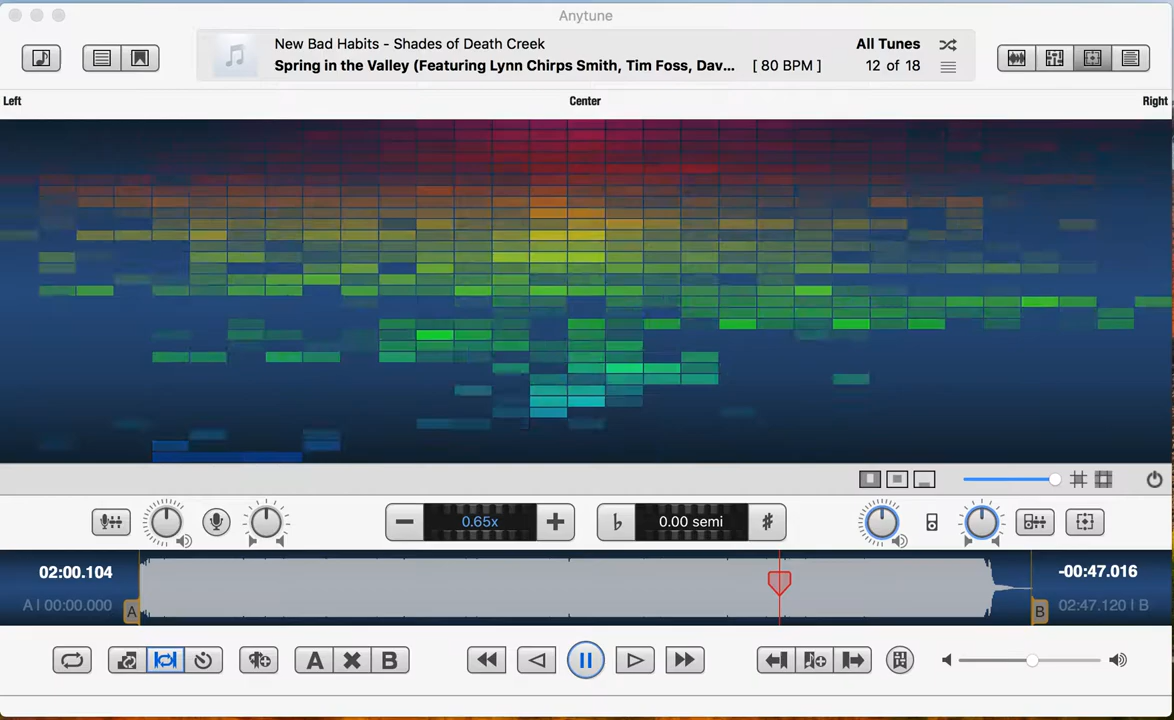 Anytune
New Bad Habits - Shades of Death Creek
All Tunes
Spring in the Valley (Featuring Lynn Chirps Smith, Tim Foss, Dav...
[ 80 BPM ]
12 of 18
Left
Center
Right
0.65x
♭
0.00 semi
♯
02:00.104
-00:47.016
A | 00:00.000
A
B
02:47.120 | B
A
B